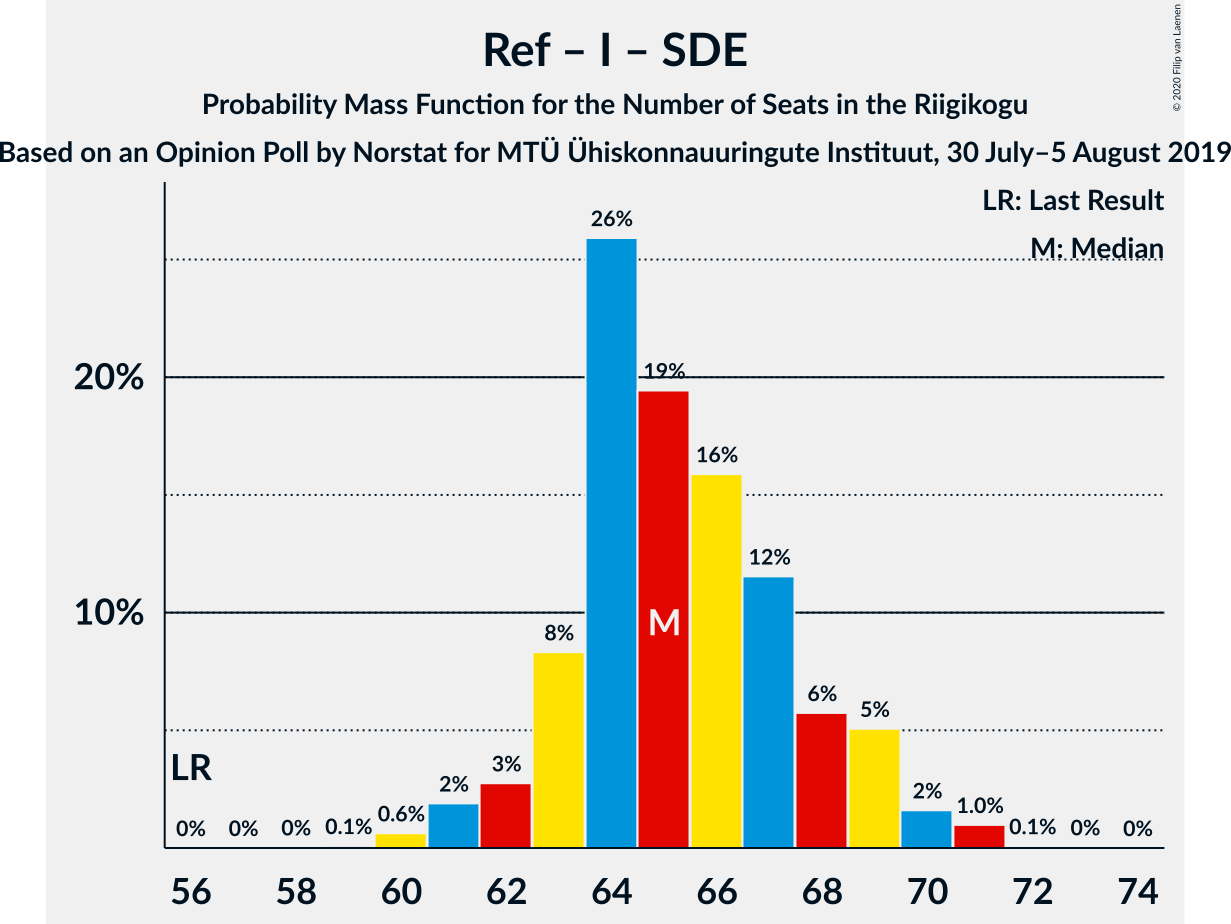 Ref – I – SDE
Probability Mass Function for the Number of Seats in the Riigikogu
Based on an Opinion Poll by Norstat for MTÜ Ühiskonnauuringute Instituut, 30 July–5 August 2019
© 2020 Filip van Laenen
LR: Last Result
M: Median
26%
20%
19%
16%
12%
10%
M
8%
6%
5%
LR
3%
2%
2%
1.0%
0.6%
0% 0% 0% 0.1% 0.1% 0% 0%
56 58 60 62 64 66 68 70 72 74